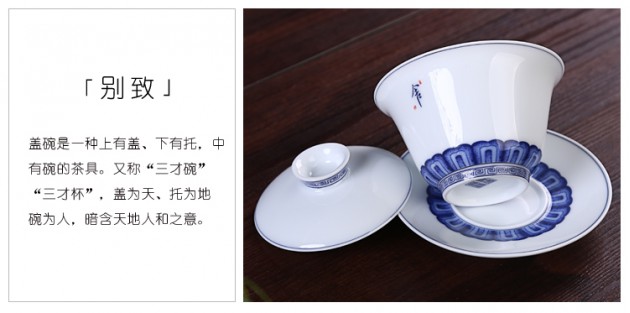 「别致」
盖碗是一种上有盖、下有托，中
有碗的茶具。又称“三才碗”
“三才杯”，盖为天、托为地
碗为人，暗含天地人和之意。